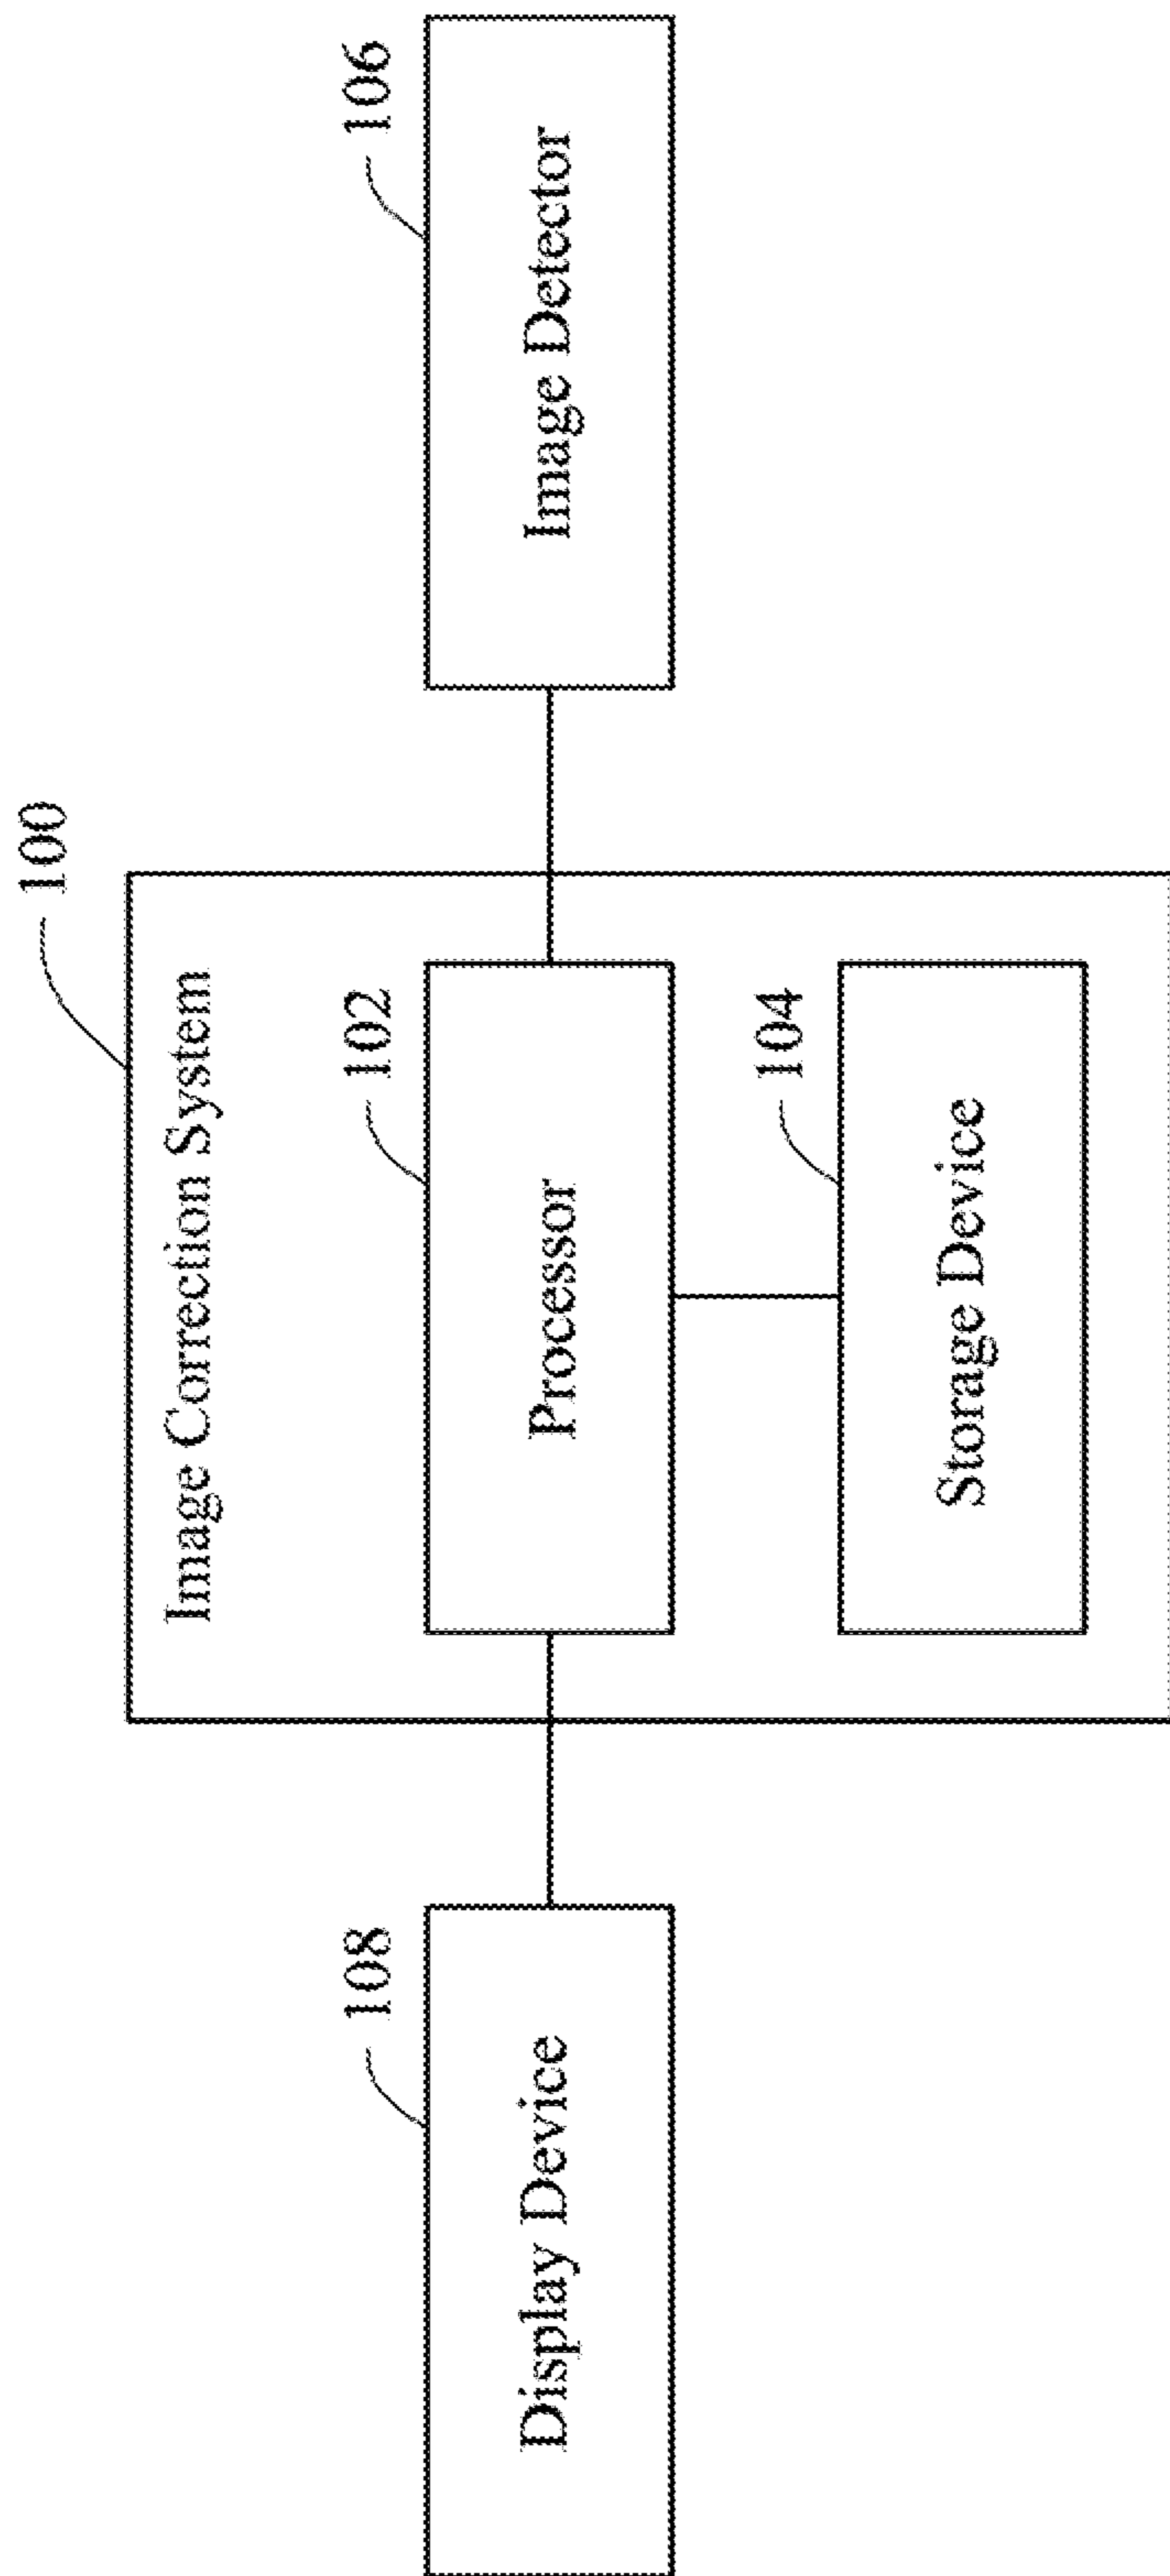 100
Image Correction System
108
Display Device
102
Processor
106
Image Detector
104
Storage Device